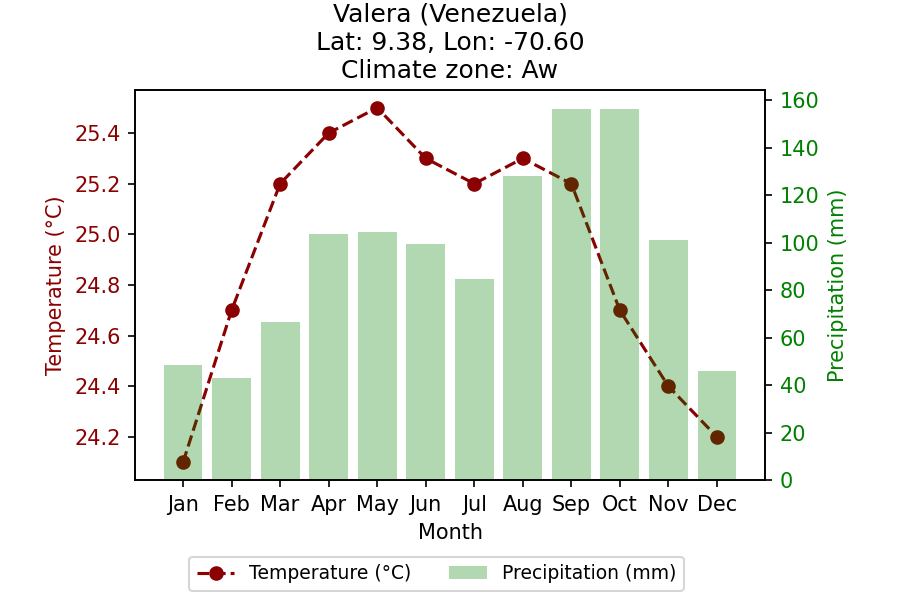 Valera (Venezuela)
Lat: 9.38, Lon: -70.60
Climate zone: Aw
Temperature (°C)
25.4
25.2
25.0
24.8
24.6
24.4
24.2
160
140
120
100
80
60
40
20
0
Precipitation (mm)
Jan Feb Mar Apr May Jun Jul Aug Sep Oct Nov Dec
Month
Temperature (°C) Precipitation (mm)